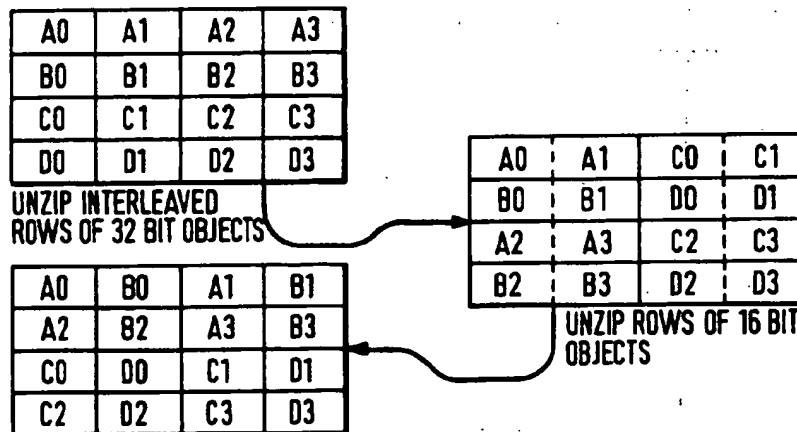 A0 A1 A2 A3
B0 B1 B2 B3
C0 C1 C2 C3
D0 D1 D2 D3
UNZIP INTERLEAVED
ROWS OF 32 BIT OBJECTS
A0 A1 C0 C1
B0 B1 D0 D1
A2 A3 C2 C3
B2 B3 D2 D3
UNZIP ROWS OF 16 BIT
OBJECTS
A0 B0 A1 B1
A2 B2 A3 B3
C0 D0 C1 D1
C2 D2 C3 D3